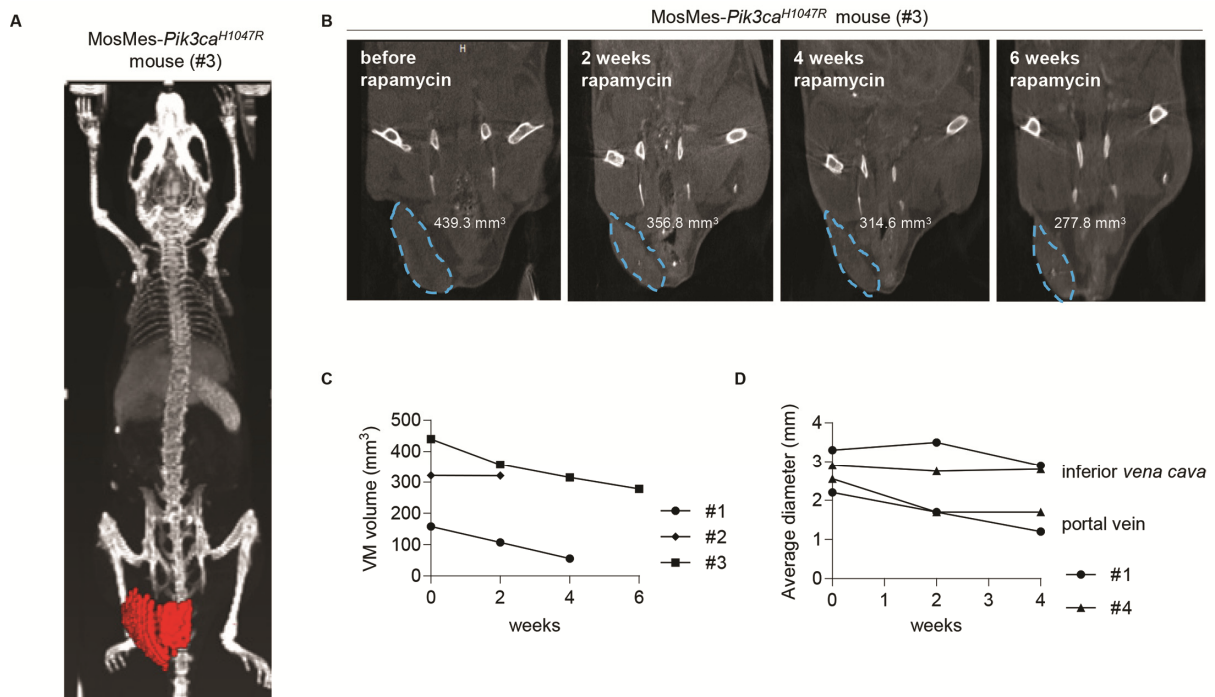 A
MosMes-Pik3caH1047R
mouse (#3)
B
MosMes-Pik3caH1047R mouse (#3)
before
rapamycin
H
439.3 mm3
2 weeks
rapamycin
356.8 mm3
4 weeks
rapamycin
314.6 mm3
6 weeks
rapamycin
277.8 mm3
C
VM volume (mm3)
500
400
300
200
100
0
0 2 4 6
weeks
#1
#2
#3
D
Average diameter (mm)
4
3
2
1
0
0 1 2 3 4
weeks
inferior vena cava
portal vein
#1
#4